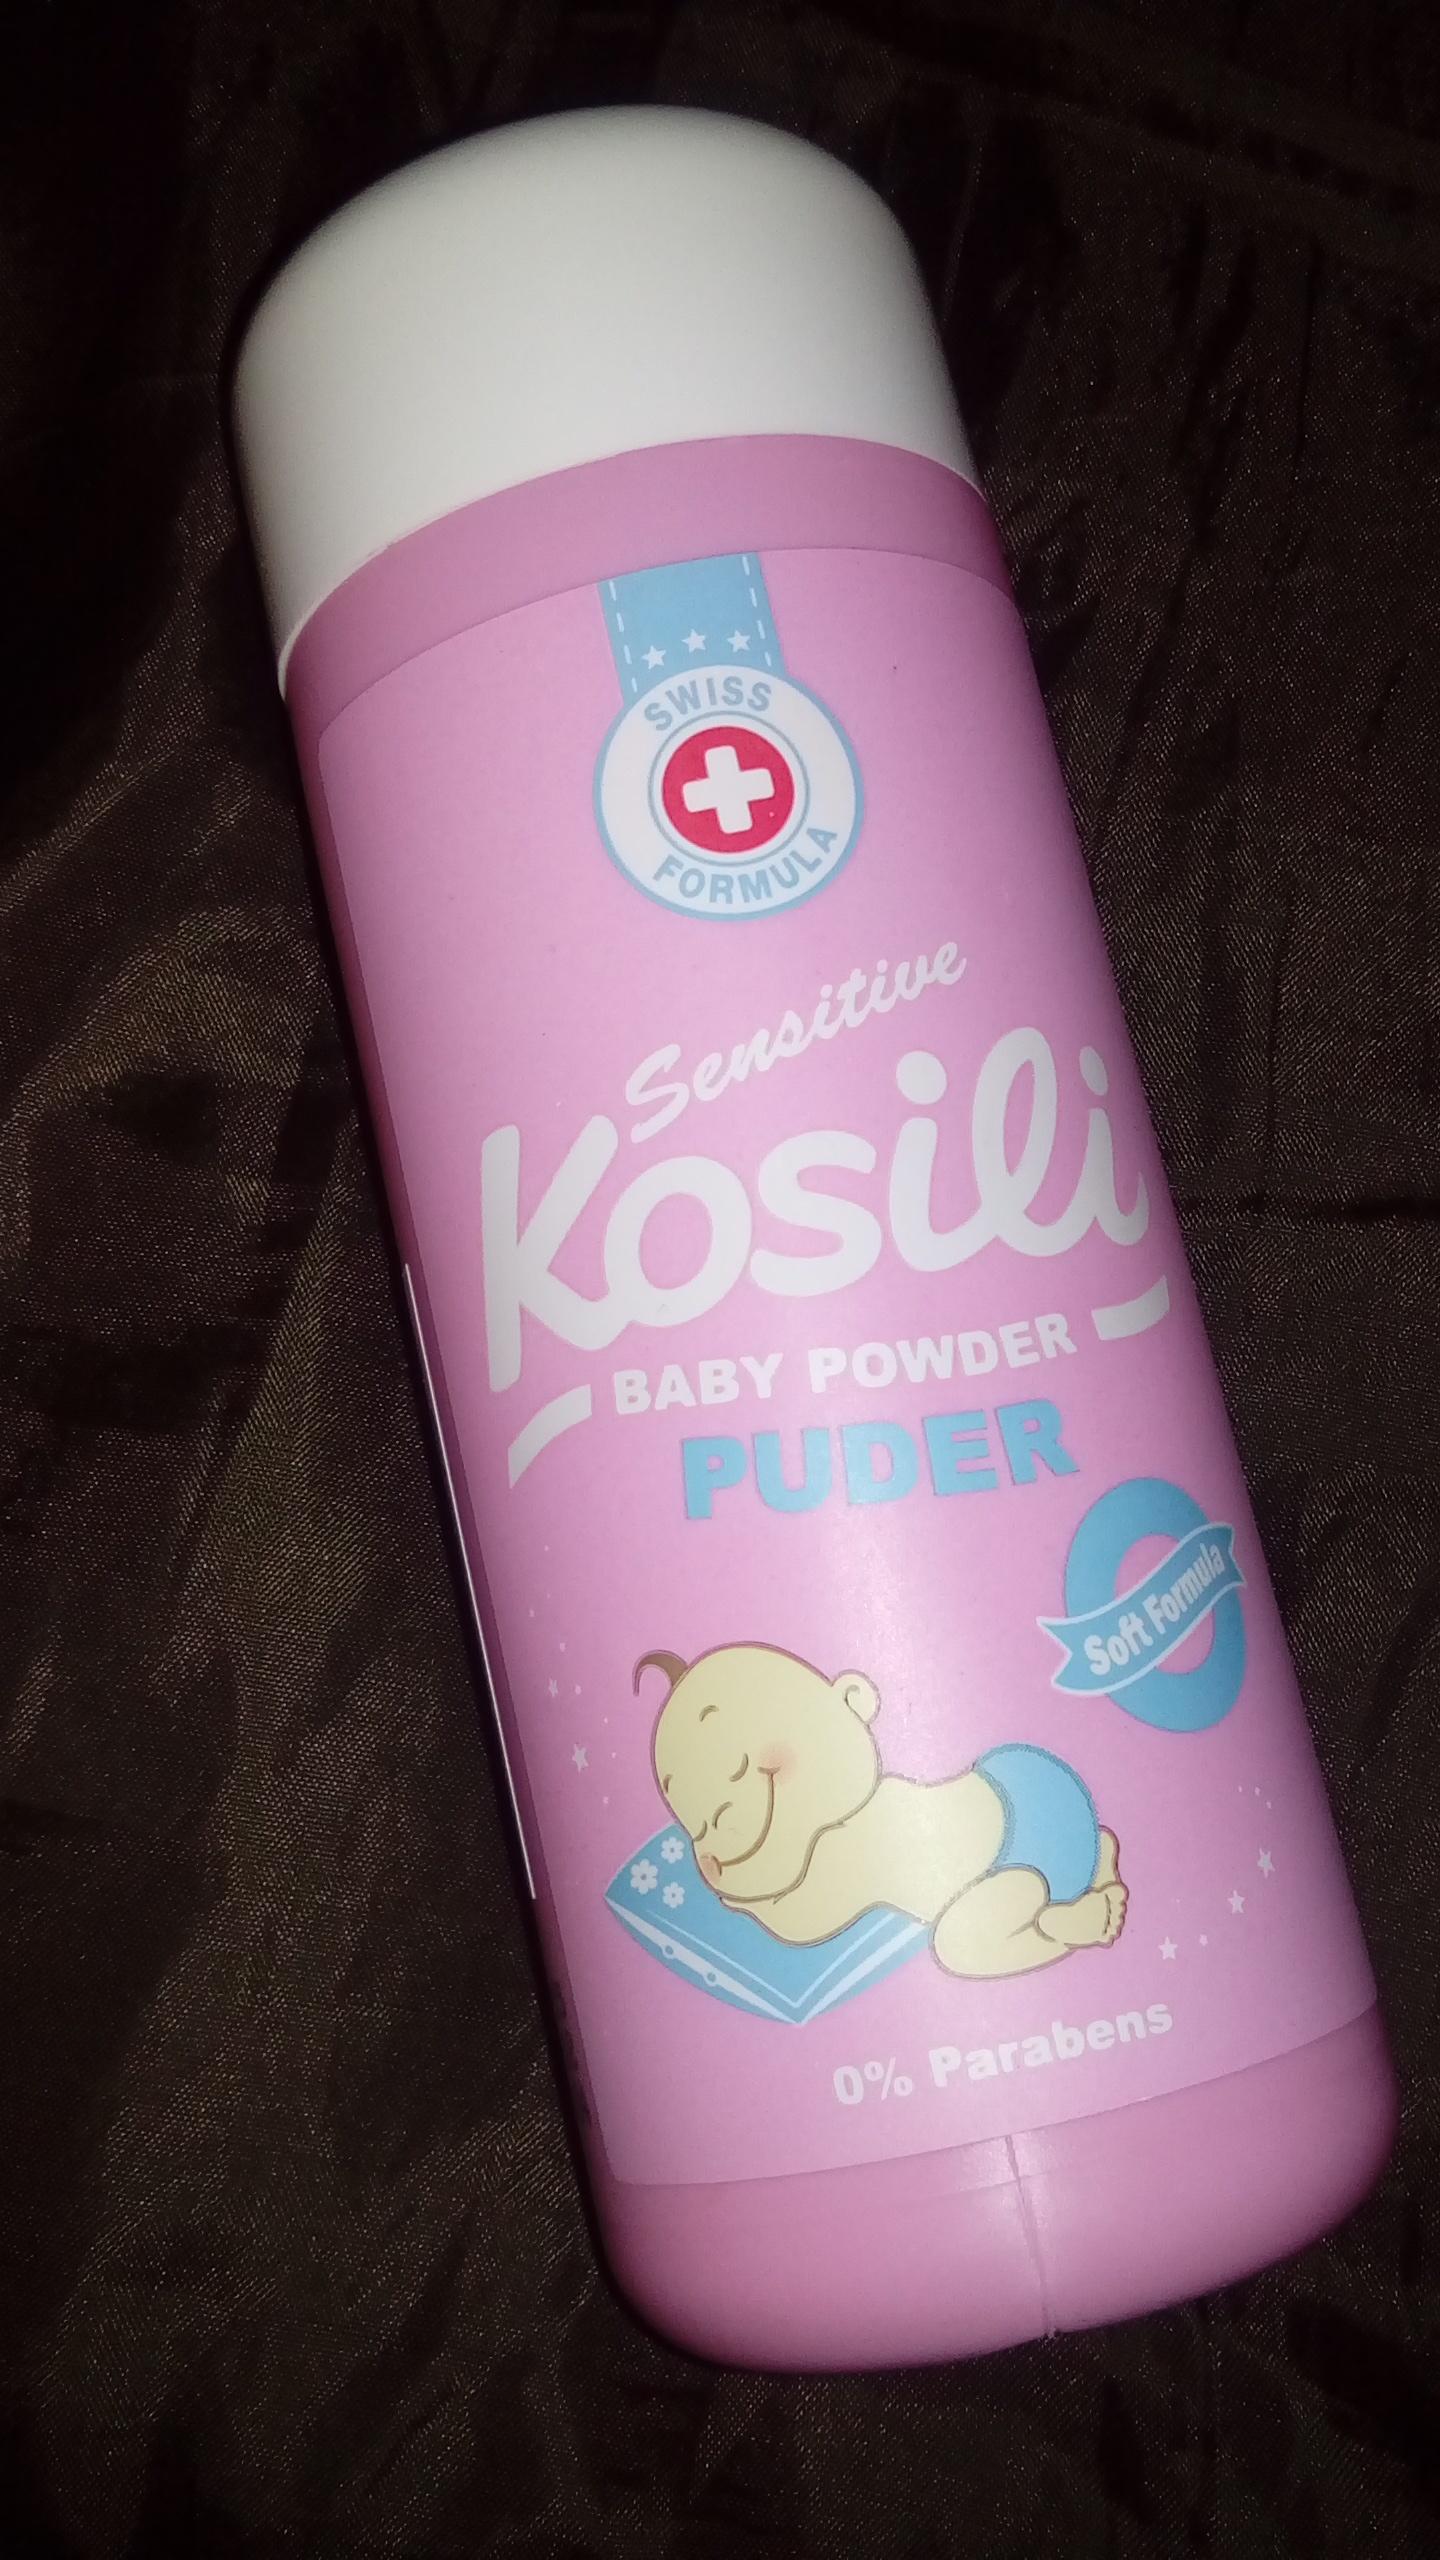 SWISS
FORMULA
Sensitive
Kosili
BABY POWDER
PUDER
Soft Formula
0% Parabens